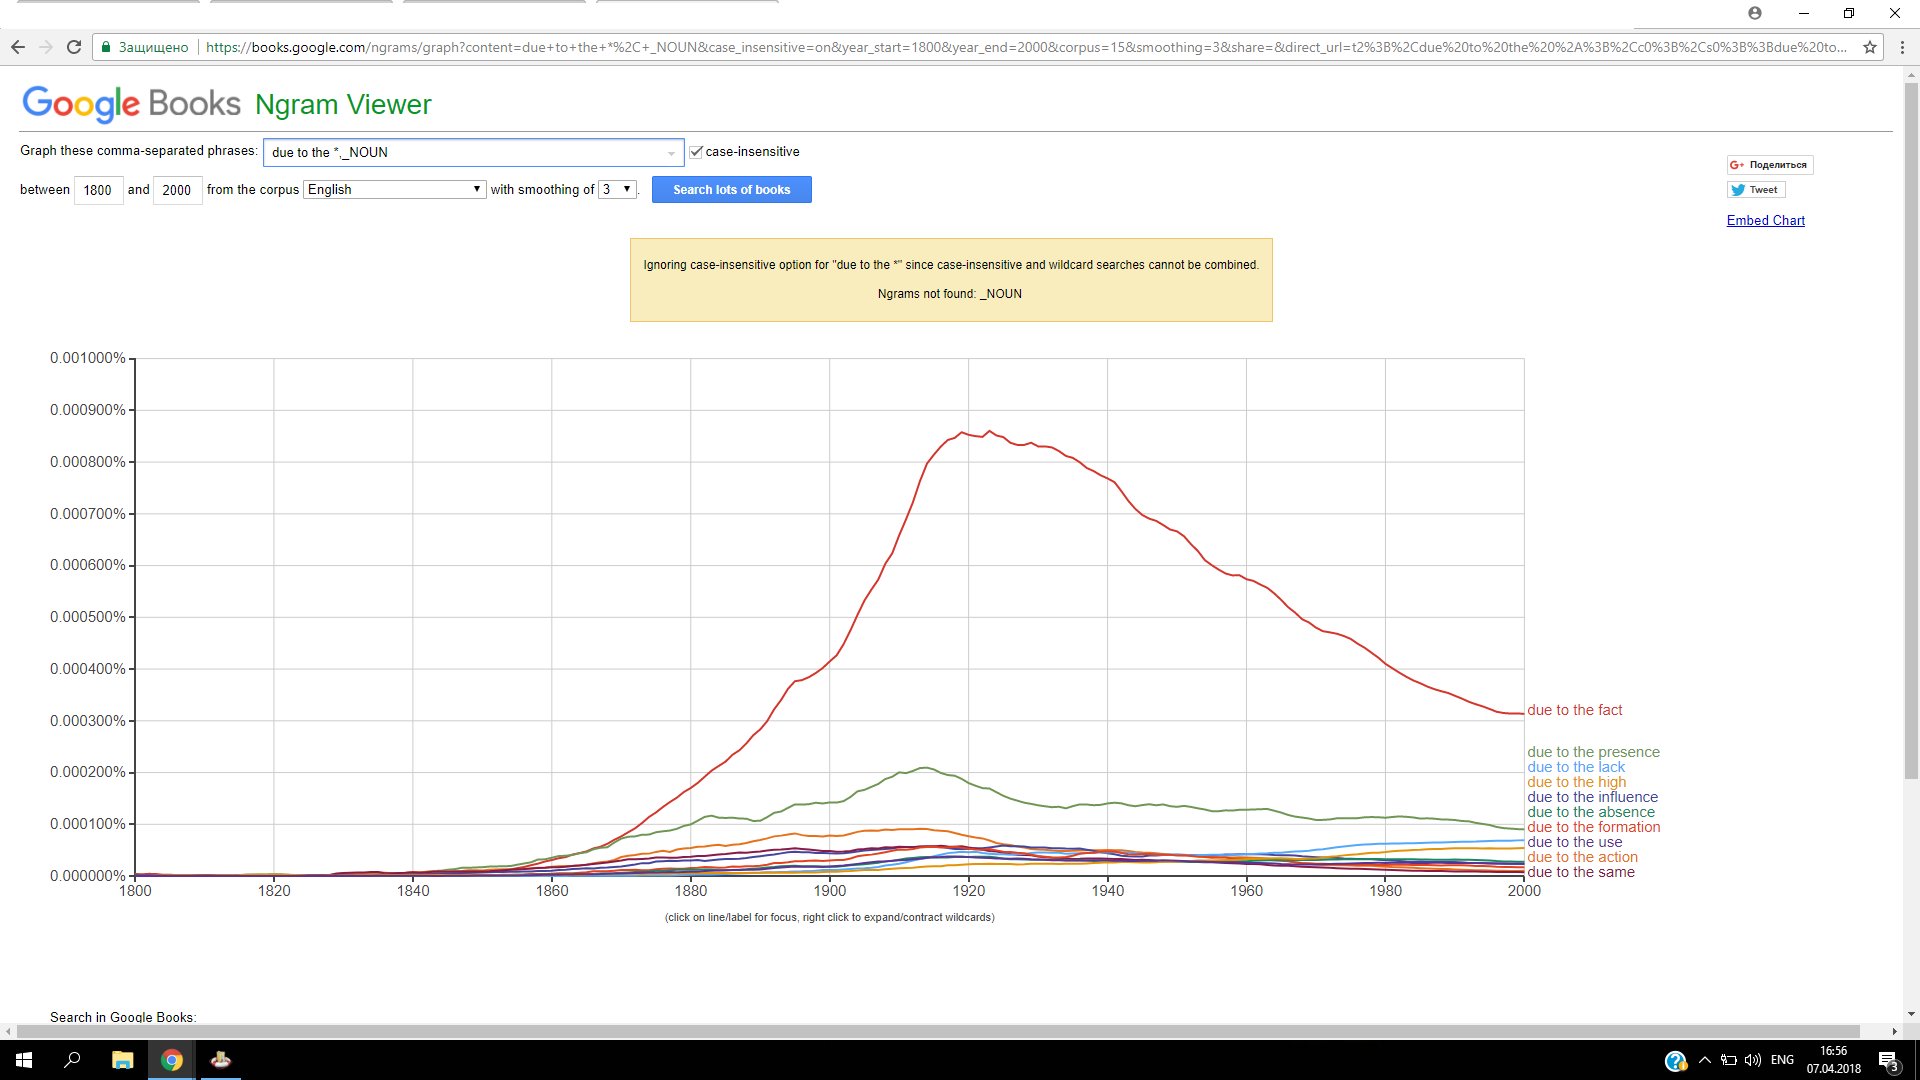 Защищено https://books.google.com/ngrams/graph?content=due+to+the+*%2C+_NOUN&case_insensitive=on&year_start=1800&year_end=2000&corpus=15&smoothing=3&share=&direct_url=t2%3B%2Cdue%20to%20the%20%2A%3B%2Cc0%3B%2Cs0%3B%3Bdue%20to...
Google Books Ngram Viewer
Graph these comma-separated phrases: due to the *,_NOUN case-insensitive
between 1800 and 2000 from the corpus English with smoothing of 3 . Search lots of books
G+ Поделиться
Tweet
Embed Chart
Ignoring case-insensitive option for "due to the *" since case-insensitive and wildcard searches cannot be combined.
Ngrams not found: _NOUN
0.001000%
0.000900%
0.000800%
0.000700%
0.000600%
0.000500%
0.000400%
0.000300%
0.000200%
0.000100%
0.000000%
1800 1820 1840 1860 1880 1900 1920 1940 1960 1980 2000
due to the fact
due to the presence
due to the lack
due to the high
due to the influence
due to the absence
due to the formation
due to the use
due to the action
due to the same
(click on line/label for focus, right click to expand/contract wildcards)
Search in Google Books:
ENG
16:56
07.04.2018
3